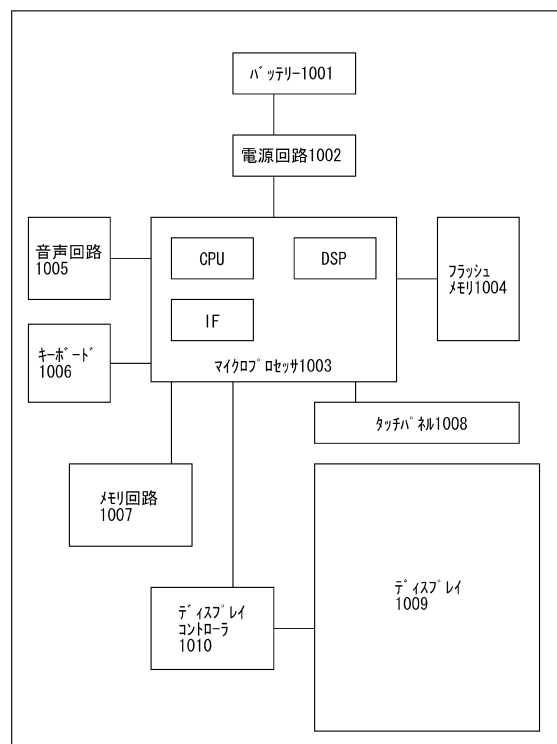 ﾊﾞｯﾃﾘｰ1001
電源回路1002
音声回路
1005
CPU
DSP
ﾌﾗｯｼｭ
ﾒﾓﾘ1004
IF
ﾏｲｸﾛﾌﾟﾛｾｯｻ1003
ｷｰﾎﾞｰﾄﾞ
1006
ﾀｯﾁﾊﾟﾈﾙ1008
ﾒﾓﾘ回路
1007
ﾃﾞｨｽﾌﾟﾚｲ
1009
ﾃﾞｨｽﾌﾟﾚｲ
ｺﾝﾄﾛｰﾗ
1010